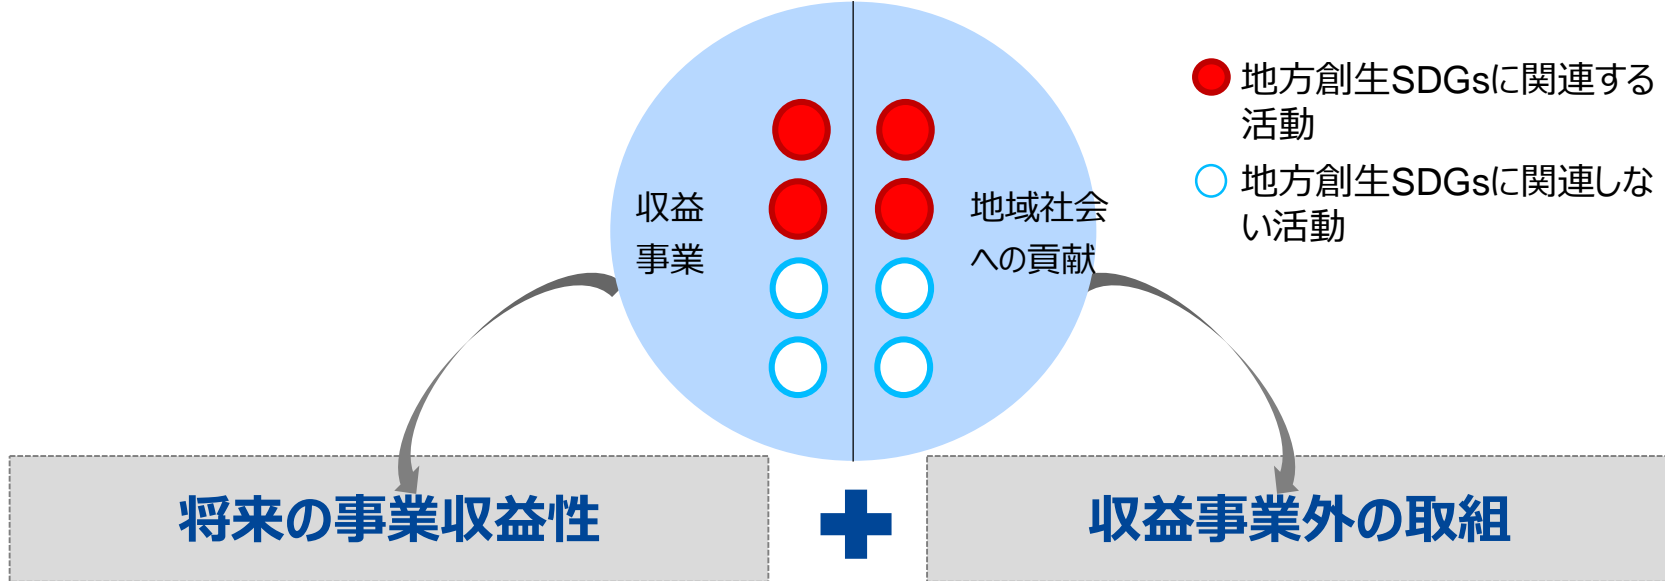 地方創生SDGsに関連する
活動
地方創生SDGsに関連しな
い活動
収益
事業
地域社会
への貢献
将来の事業収益性
収益事業外の取組